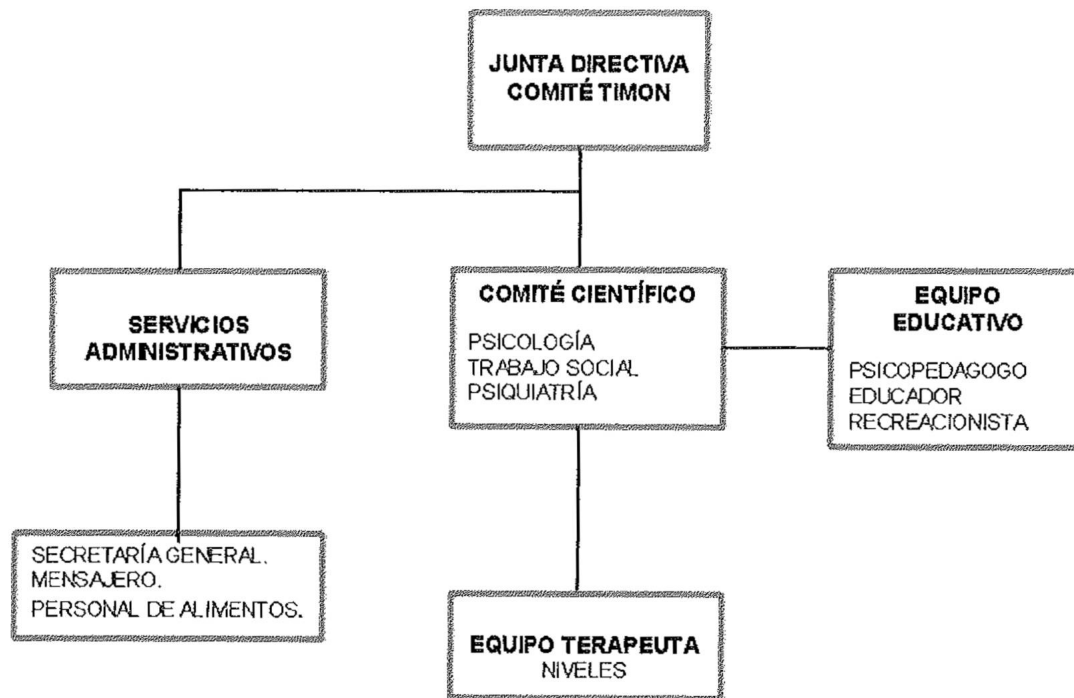 JUNTA DIRECTIVA
COMITÉ TIMON
SERVICIOS
ADMINISTRATIVOS
COMITÉ CIENTÍFICO
PSICOLOGÍA
TRABAJO SOCIAL
PSIQUIATRÍA
EQUIPO
EDUCATIVO
PSICOPEDAGOGO
EDUCADOR
RECREACIONISTA
SECRETARÍA GENERAL.
MENSAJERO.
PERSONAL DE ALIMENTOS.
EQUIPO TERAPEUTA
NIVELES